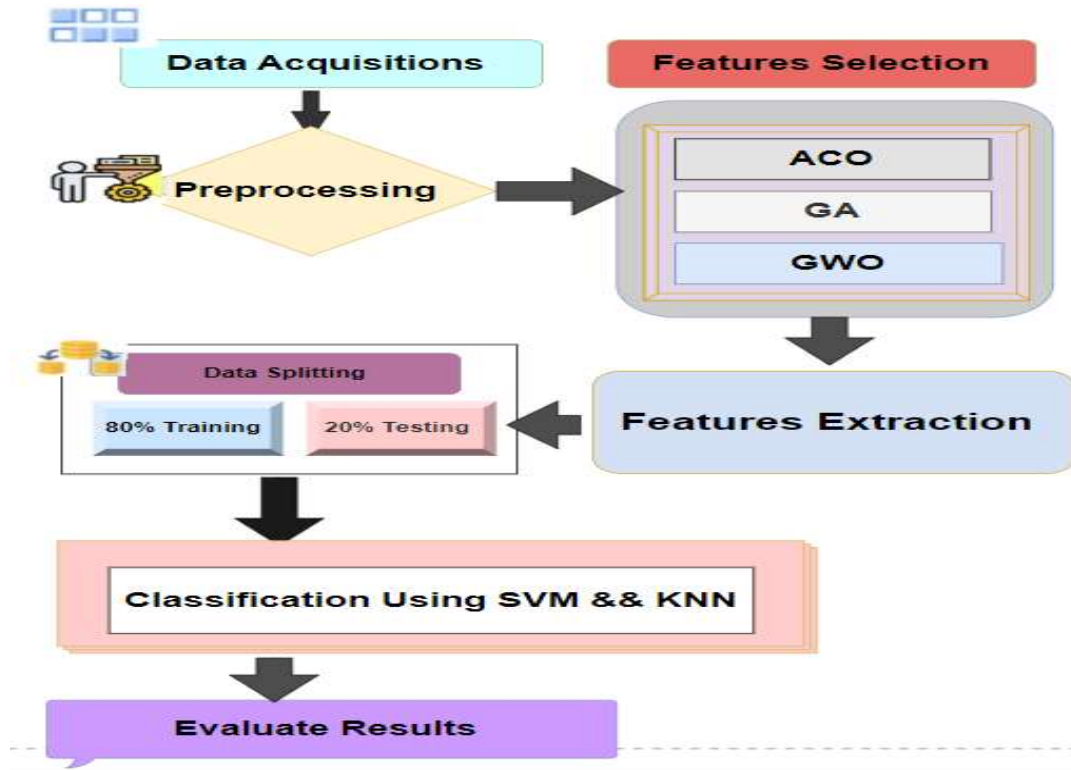 Data Acquisitions
Preprocessing
Features Selection
ACO
GA
GWO
Features Extraction
Data Splitting
80% Training
20% Testing
Classification Using SVM && KNN
Evaluate Results